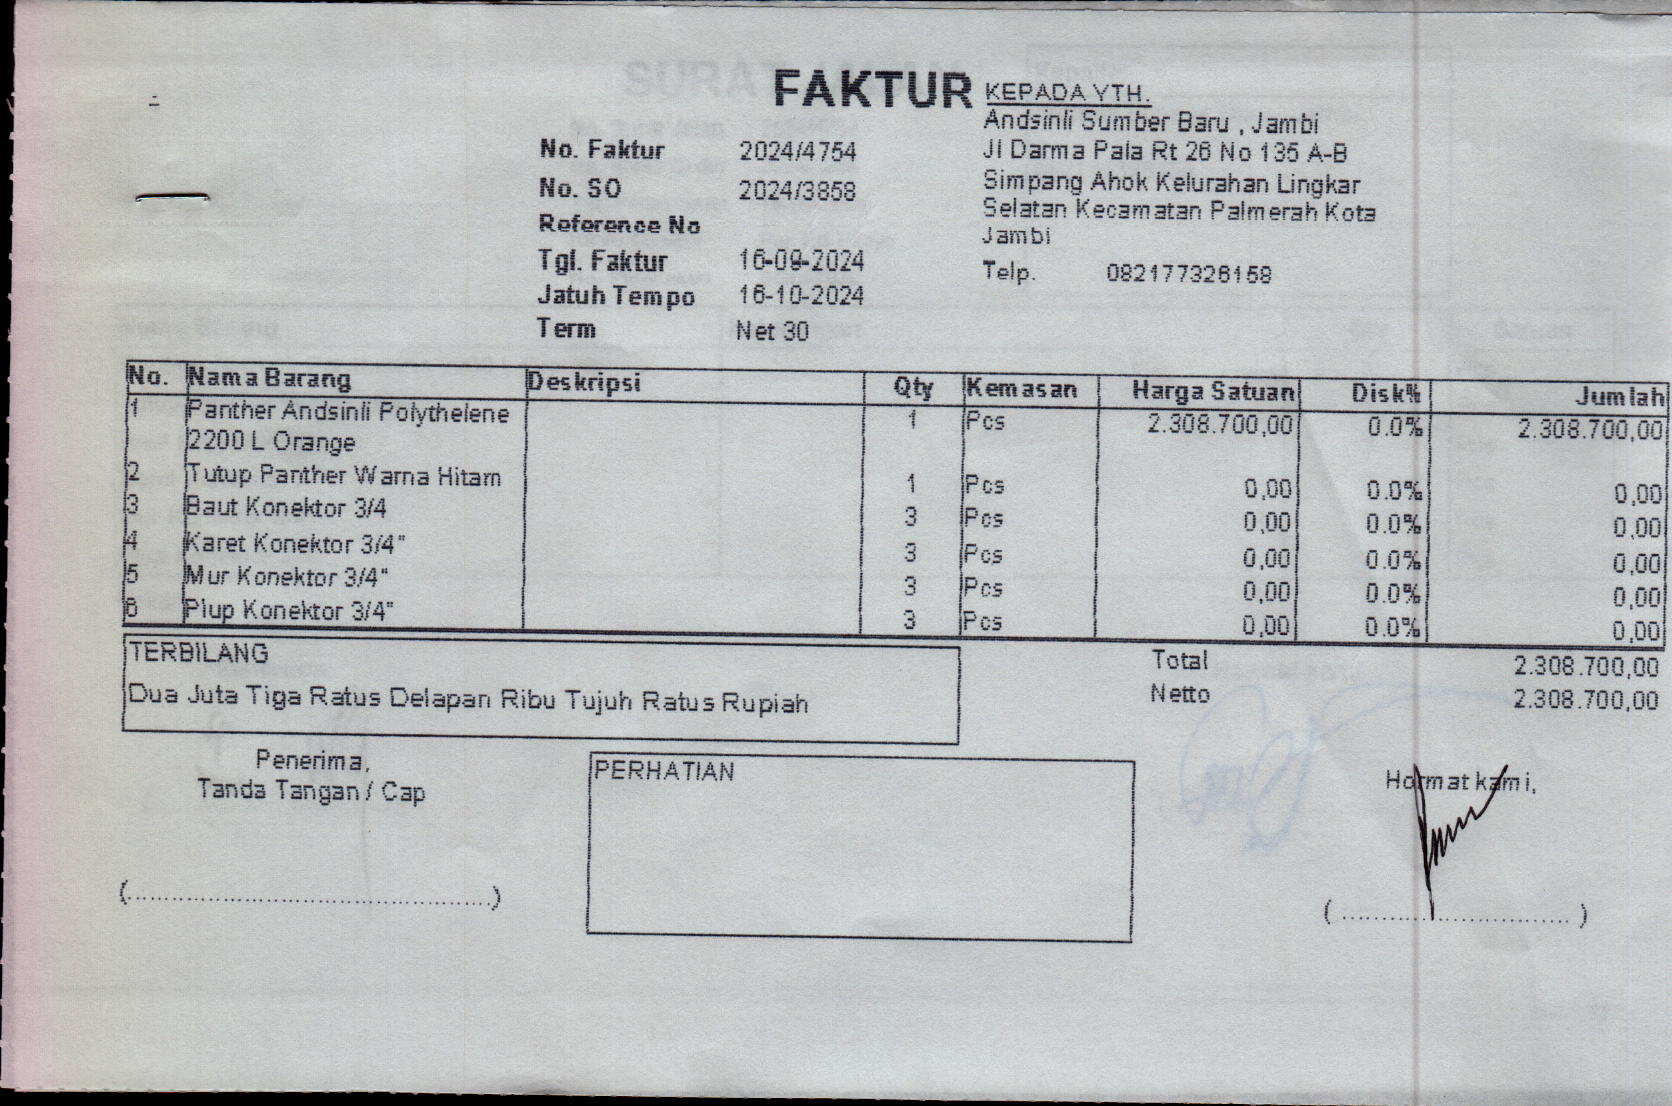 FAKTUR
KEPADA YTH.
Andsinli Sumber Baru , Jambi
Jl Darma Pala Rt 26 No 135 A-B
Simpang Ahok Kelurahan Lingkar
Selatan Kecamatan Palmerah Kota
Jambi
Telp. 082177326158
No. Faktur 2024/4754
No. SO 2024/3858
Reference No
Tgl. Faktur 16-09-2024
Jatuh Tempo 16-10-2024
Term Net 30
No. Nama Barang Deskripsi Qty Kemasan Harga Satuan Disk% Jumlah
1 Panther Andsinli Polythelene 1 Pcs 2.308.700,00 0.0% 2.308.700,00
2200 L Orange
2 Tutup Panther Warna Hitam 1 Pcs 0,00 0.0% 0,00
3 Baut Konektor 3/4 3 Pcs 0,00 0.0% 0,00
4 Karet Konektor 3/4" 3 Pcs 0,00 0.0% 0,00
5 Mur Konektor 3/4" 3 Pcs 0,00 0.0% 0,00
6 Plup Konektor 3/4" 3 Pcs 0,00 0.0% 0,00
TERBILANG
Dua Juta Tiga Ratus Delapan Ribu Tujuh Ratus Rupiah
Total 2.308.700,00
Netto 2.308.700,00
Penerima,
Tanda Tangan / Cap
PERHATIAN
Hormat kami,
(..................................................)
( ................................ )